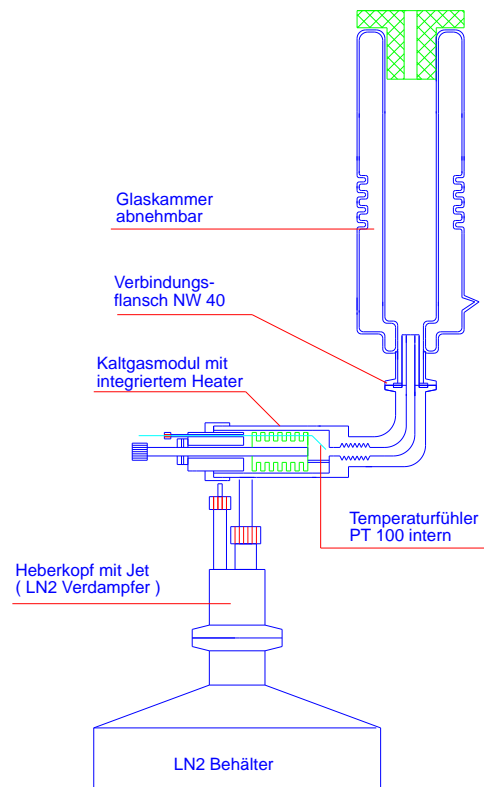 Glaskammer
abnehmbar
Verbindungs-
flansch NW 40
Kaltgasmodul mit
integriertem Heater
Temperaturfühler
PT 100 intern
Heberkopf mit Jet
( LN2 Verdampfer )
LN2 Behälter